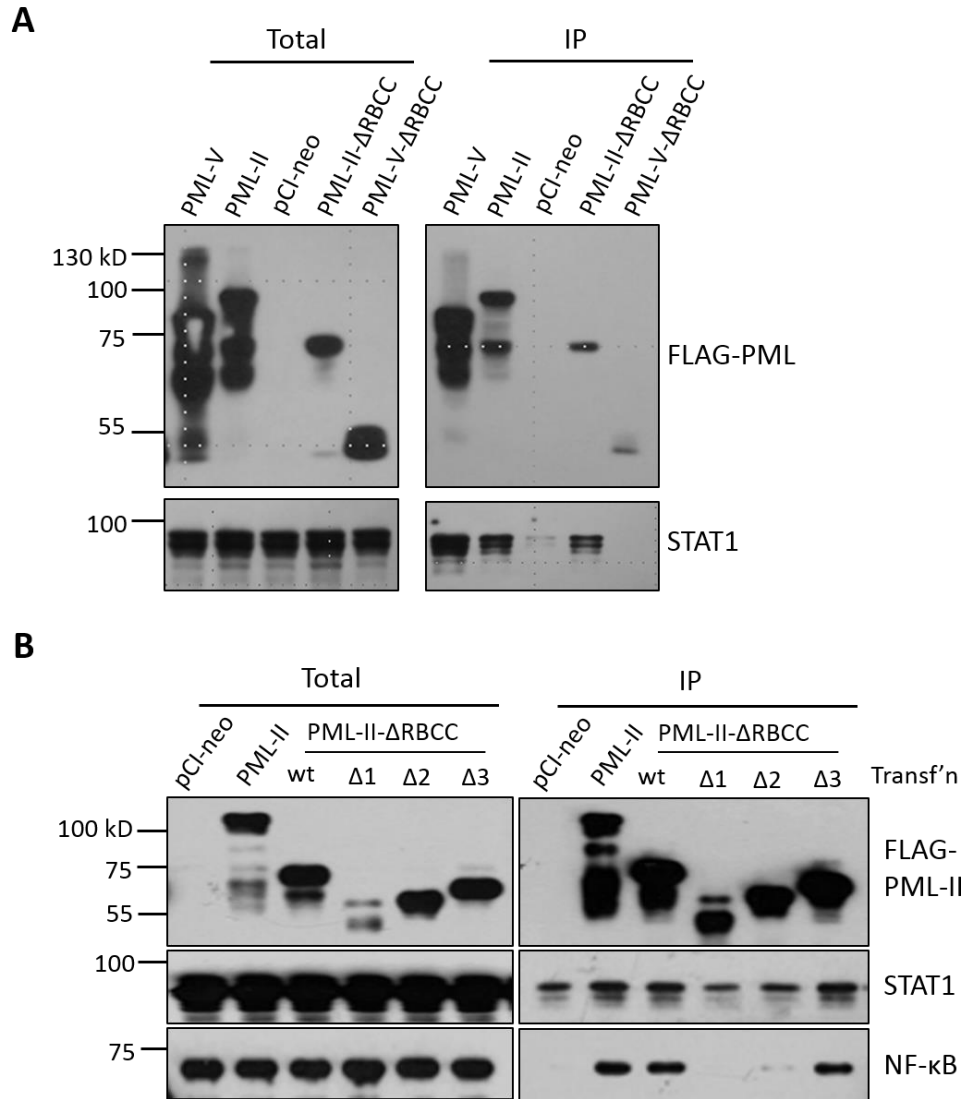 A
Total
IP
PML-V
PML-II
pCI-neo
PML-II-ΔRBCC
PML-V-ΔRBCC
PML-V
PML-II
pCI-neo
PML-II-ΔRBCC
PML-V-ΔRBCC
130 kD
100
75
55
FLAG-PML
100
STAT1
B
Total
IP
pCI-neo
PML-II
PML-II-ΔRBCC
wt Δ1 Δ2 Δ3
pCI-neo
PML-II
PML-II-ΔRBCC
wt Δ1 Δ2 Δ3
Transf'n
100 kD
75
55
FLAG-
PML-II
100
STAT1
75
NF-κB